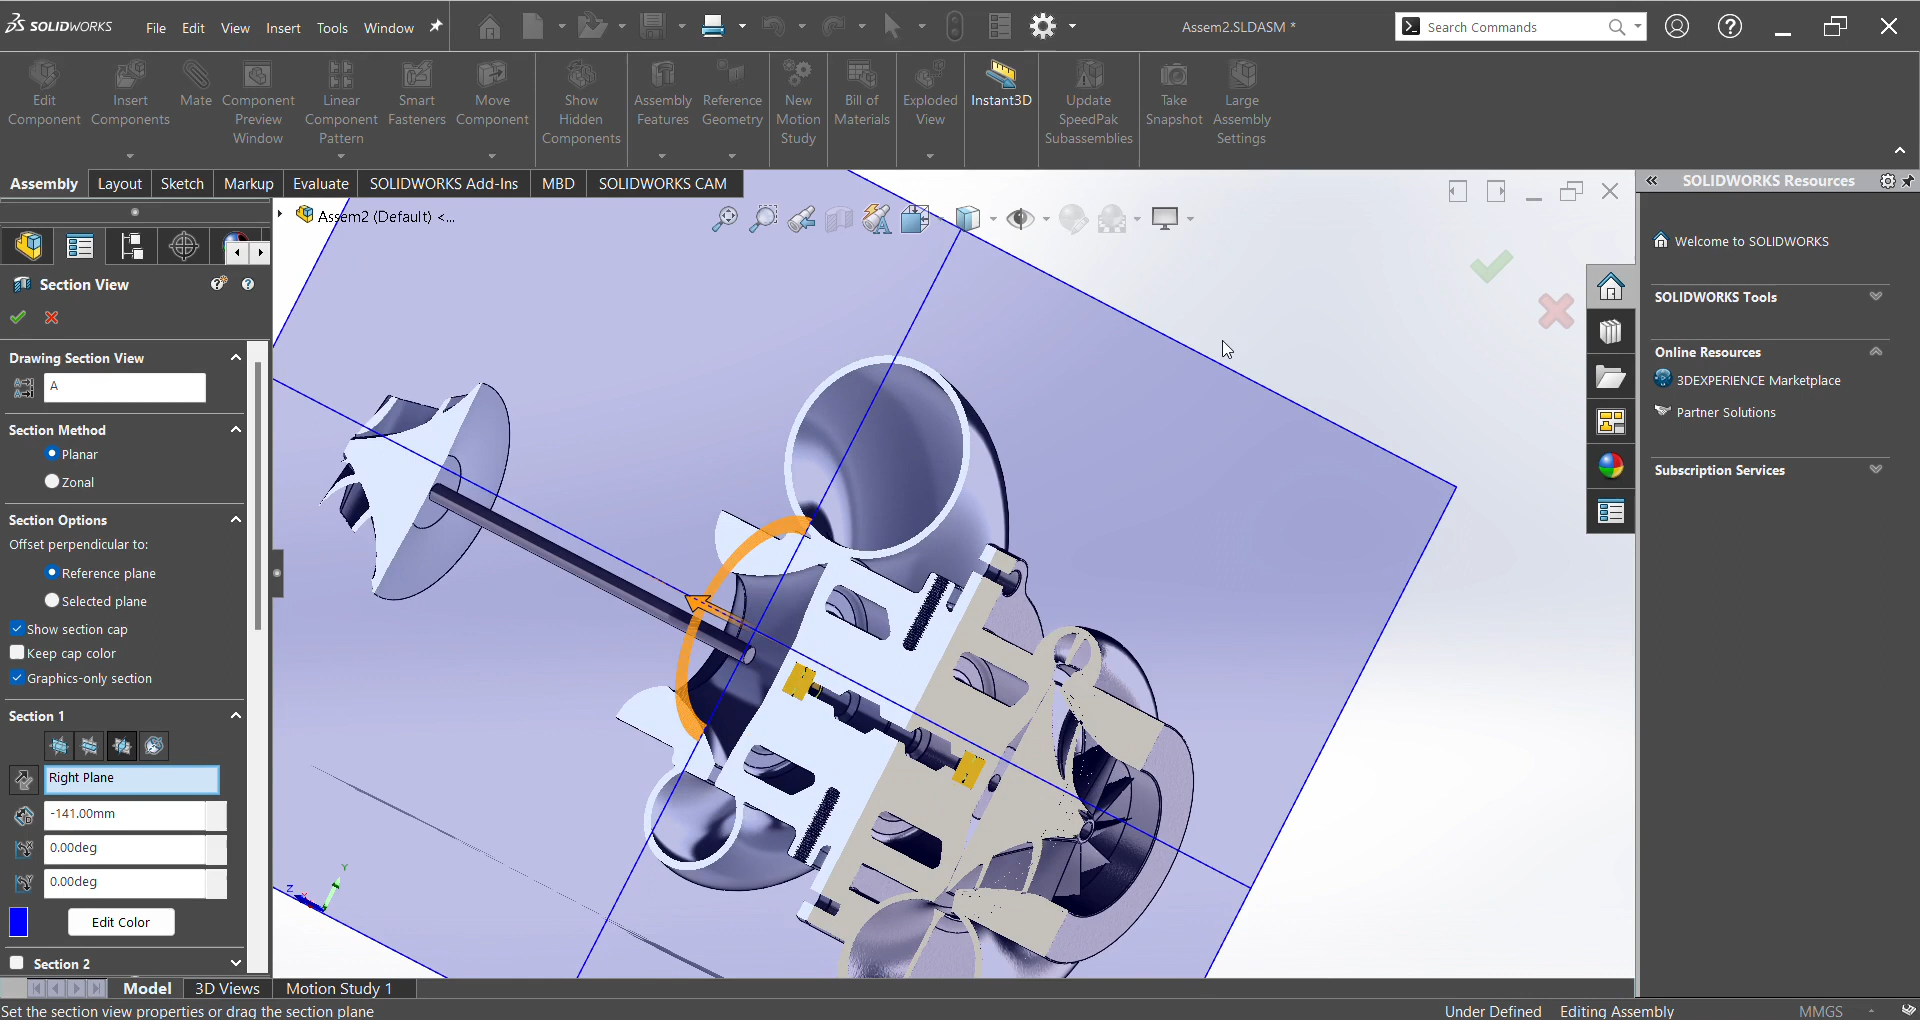 SOLIDWORKS File Edit View Insert Tools Window Assem2.SLDASM * Search Commands
Edit Component
Insert Components
Mate
Component Preview Window
Linear Component Pattern
Smart Fasteners
Move Component
Show Hidden Components
Assembly Features
Reference Geometry
New Motion Study
Bill of Materials
Exploded View
Instant3D
Update SpeedPak Subassemblies
Take Snapshot
Large Assembly Settings
Assembly Layout Sketch Markup Evaluate SOLIDWORKS Add-Ins MBD SOLIDWORKS CAM
Assem2 (Default) <...
Section View
Drawing Section View
A
Section Method
Planar
Zonal
Section Options
Offset perpendicular to:
Reference plane
Selected plane
Show section cap
Keep cap color
Graphics-only section
Section 1
Right Plane
-141.00mm
0.00deg
0.00deg
Edit Color
Section 2
Y
Z
SOLIDWORKS Resources
Welcome to SOLIDWORKS
SOLIDWORKS Tools
Online Resources
3DEXPERIENCE Marketplace
Partner Solutions
Subscription Services
Model 3D Views Motion Study 1
Set the section view properties or drag the section plane
Under Defined Editing Assembly MMGS